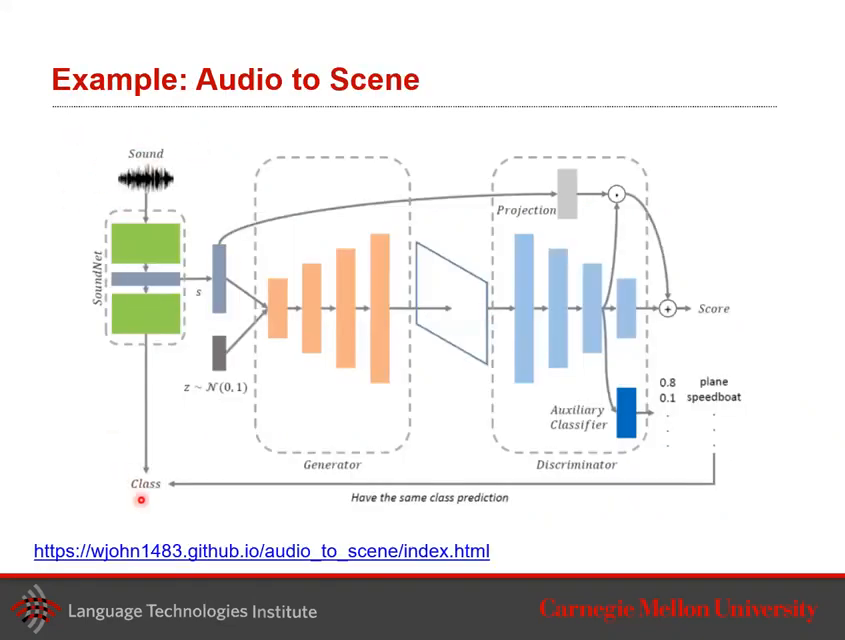 Example: Audio to Scene
Sound
SoundNet
s
z ~ 𝒩(0,1)
Generator
Projection
Discriminator
Auxiliary
Classifier
Score
0.8 plane
0.1 speedboat
Class
Have the same class prediction
https://wjohn1483.github.io/audio_to_scene/index.html
Language Technologies Institute
Carnegie Mellon University